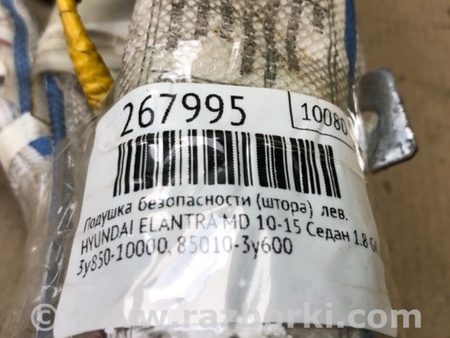 267995
10080
Подушка безопасности (штора) лев.
HYUNDAI ELANTRA MD 10-15 Седан 1.8
3y850-10000, 85010-3y600
© www.razborki.com